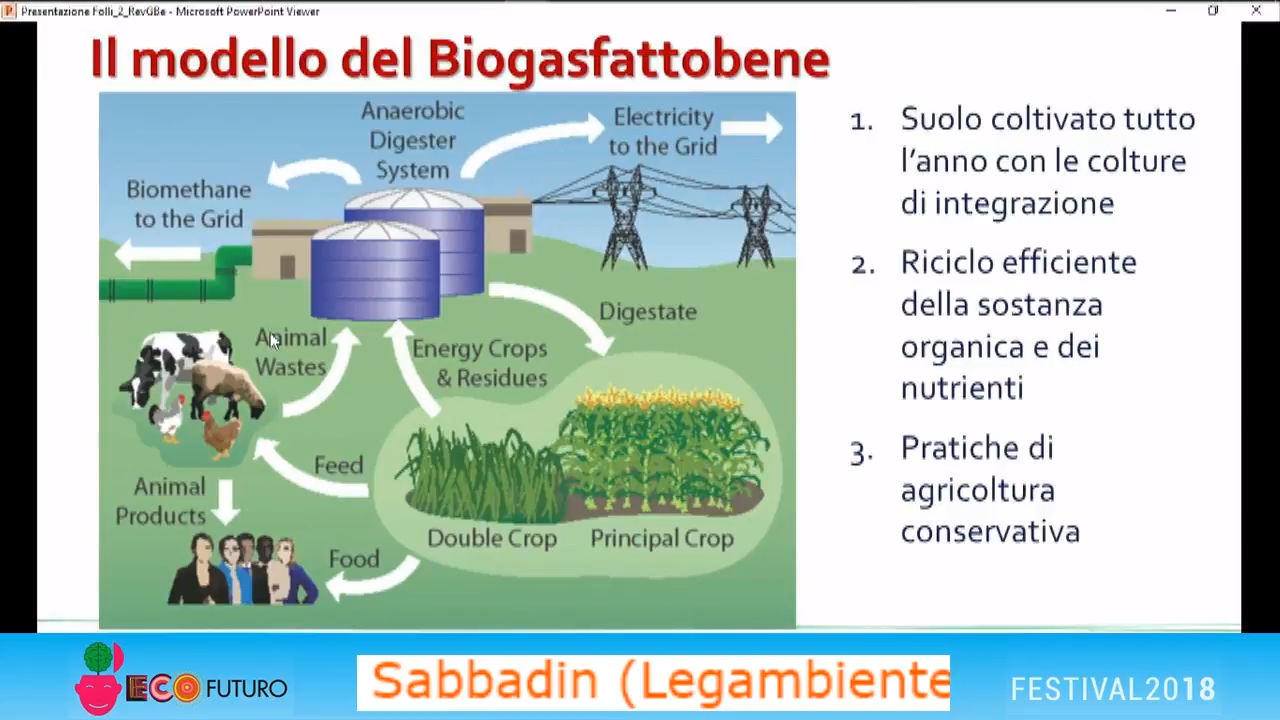 Presentazione Folli_2_RevGBe - Microsoft PowerPoint Viewer
Il modello del Biogasfattobene
Anaerobic
Digester
System
Electricity
to the Grid
Biomethane
to the Grid
Digestate
Animal
Wastes
Energy Crops
& Residues
Feed
Animal
Products
Double Crop
Principal Crop
Food
1. Suolo coltivato tutto
l'anno con le colture
di integrazione
2. Riciclo efficiente
della sostanza
organica e dei
nutrienti
3. Pratiche di
agricoltura
conservativa
ECO FUTURO
Sabbadin (Legambiente
FESTIVAL2018